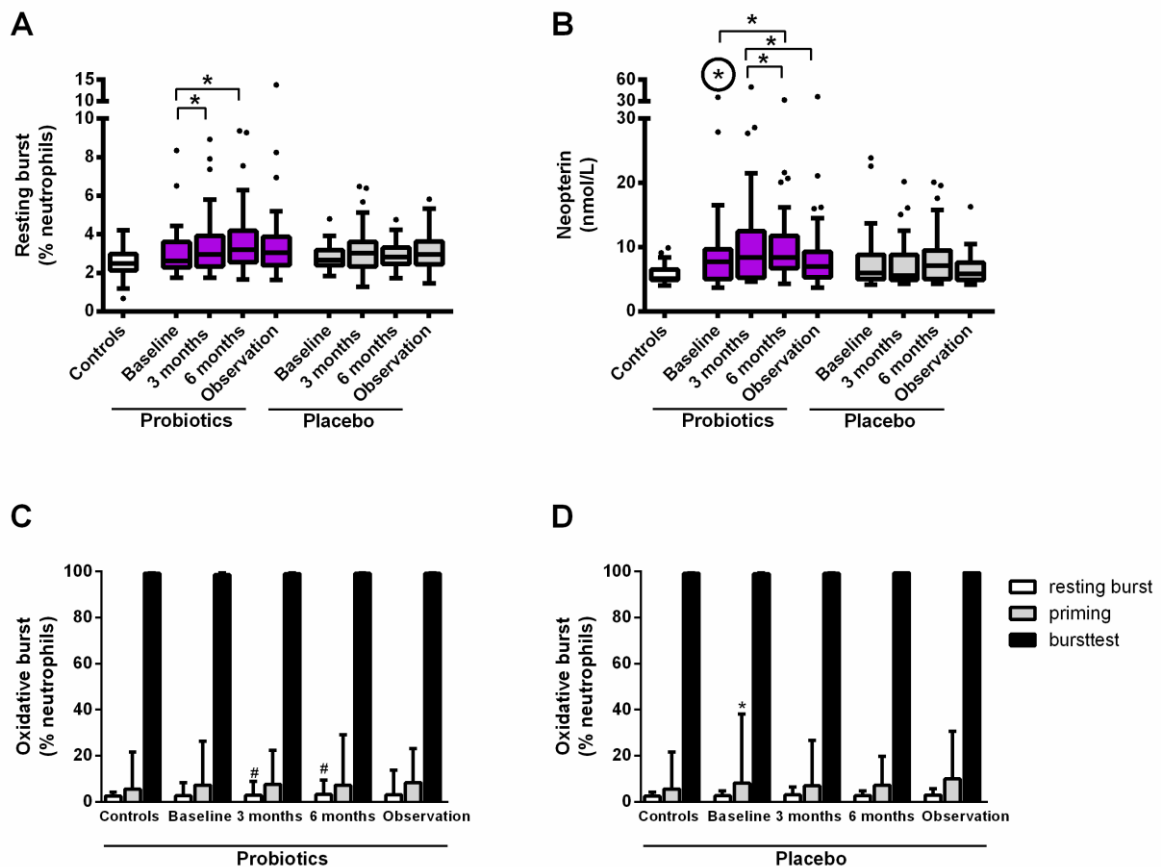 A
Resting burst
(% neutrophils)
15
10
10
8
6
4
2
0
*
*
Controls
Baseline
3 months
6 months
Observation
Baseline
3 months
6 months
Observation
Probiotics
Placebo
B
Neopterin
(nmol/L)
60
30
30
20
10
0
*
*
*
*
Controls
Baseline
3 months
6 months
Observation
Baseline
3 months
6 months
Observation
Probiotics
Placebo
C
Oxidative burst
(% neutrophils)
100
80
60
40
20
0
#
#
Controls Baseline 3 months 6 months Observation
Probiotics
D
Oxidative burst
(% neutrophils)
100
80
60
40
20
0
*
Controls Baseline 3 months 6 months Observation
Placebo
resting burst
priming
bursttest